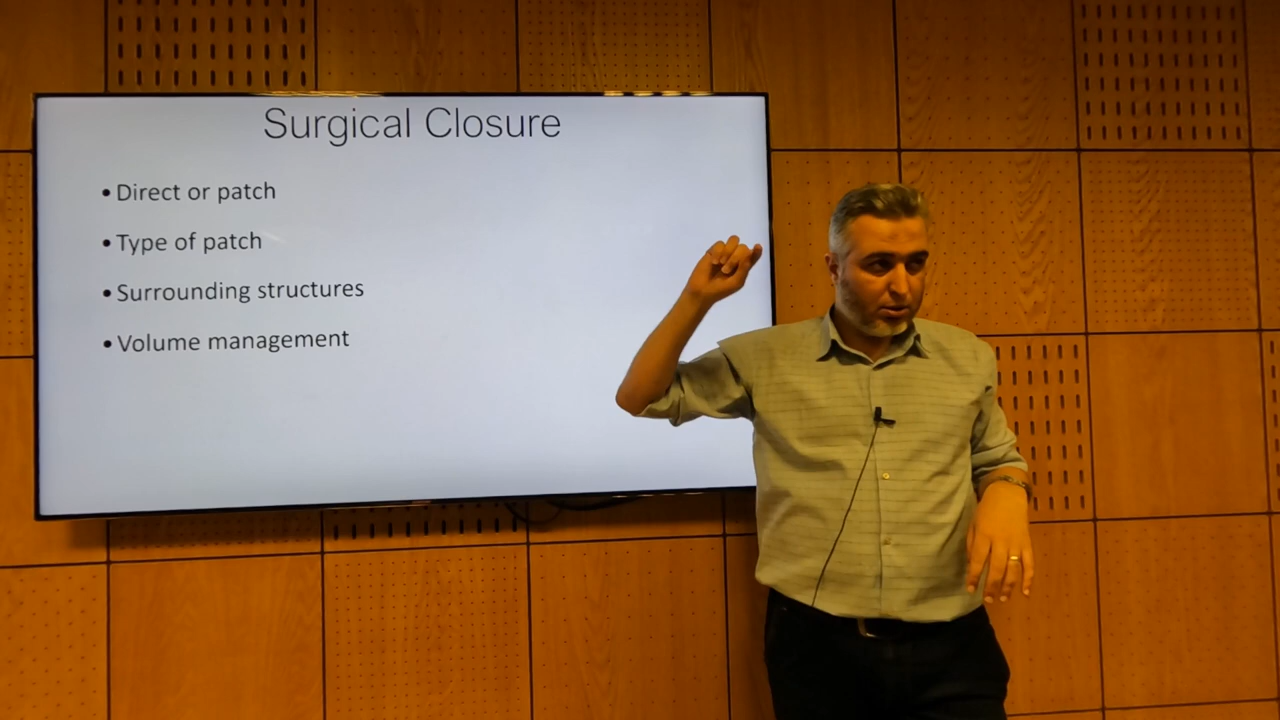 Surgical Closure
• Direct or patch
• Type of patch
• Surrounding structures
• Volume management